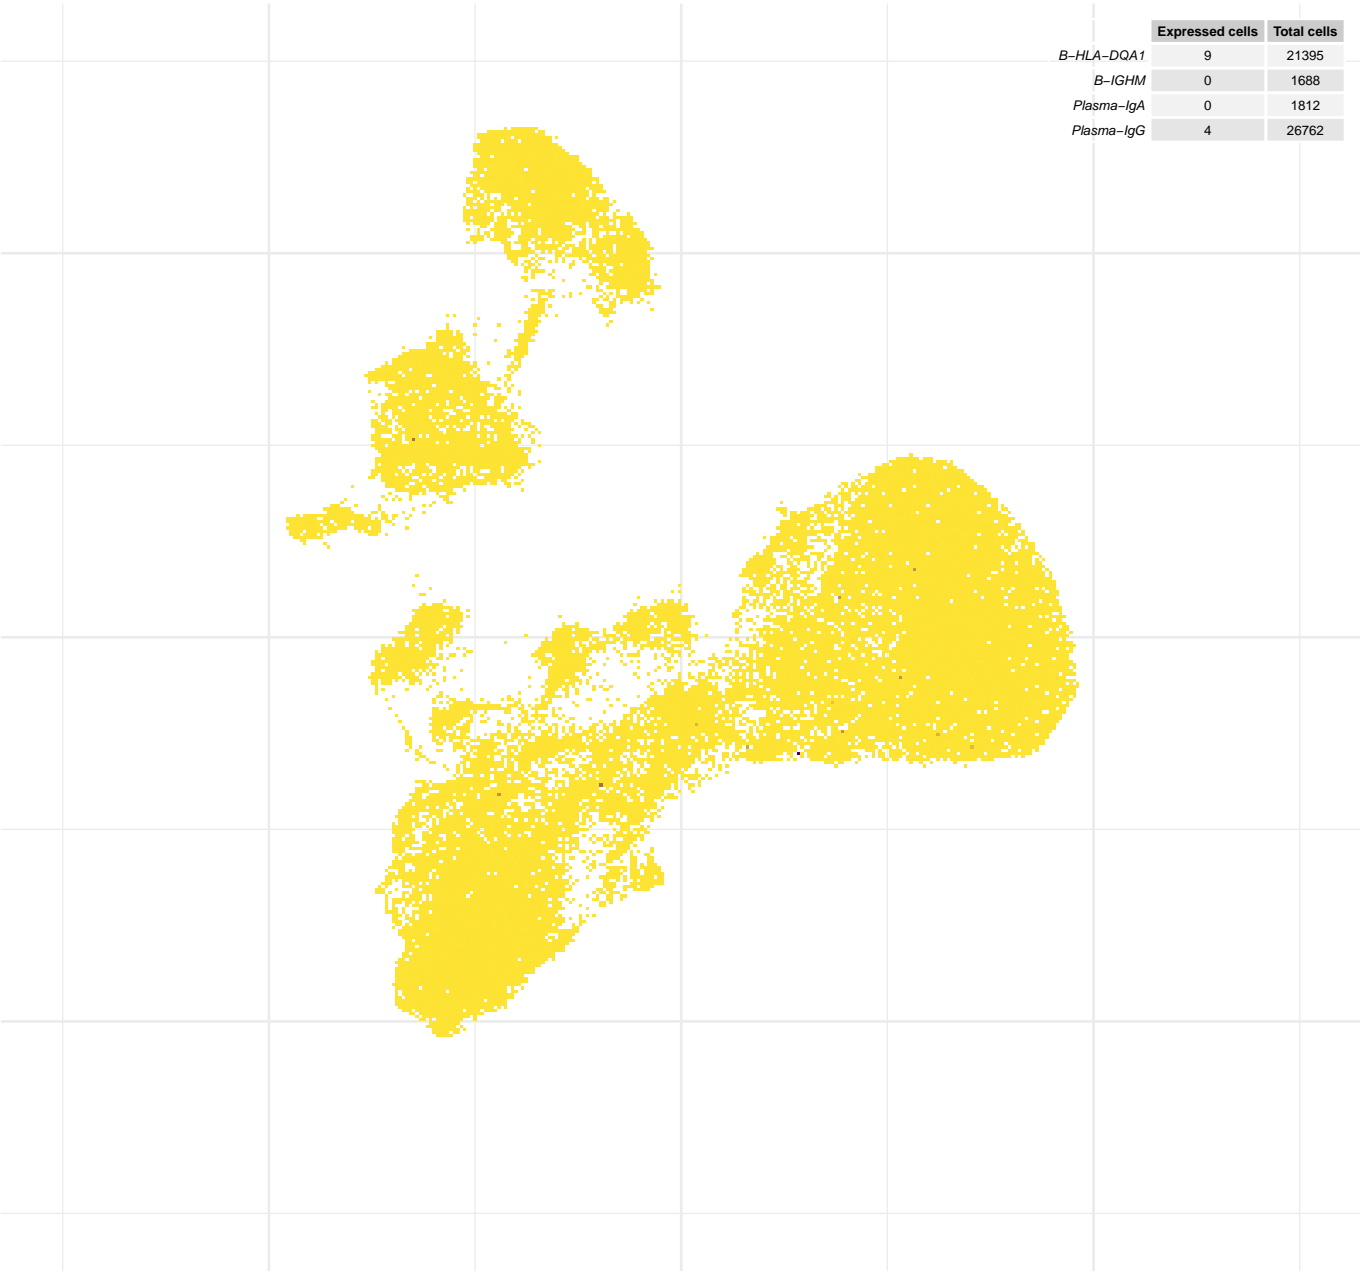 Expressed cells Total cells
B−HLA−DQA1 9 21395
B−IGHM 0 1688
Plasma−IgA 0 1812
Plasma−IgG 4 26762